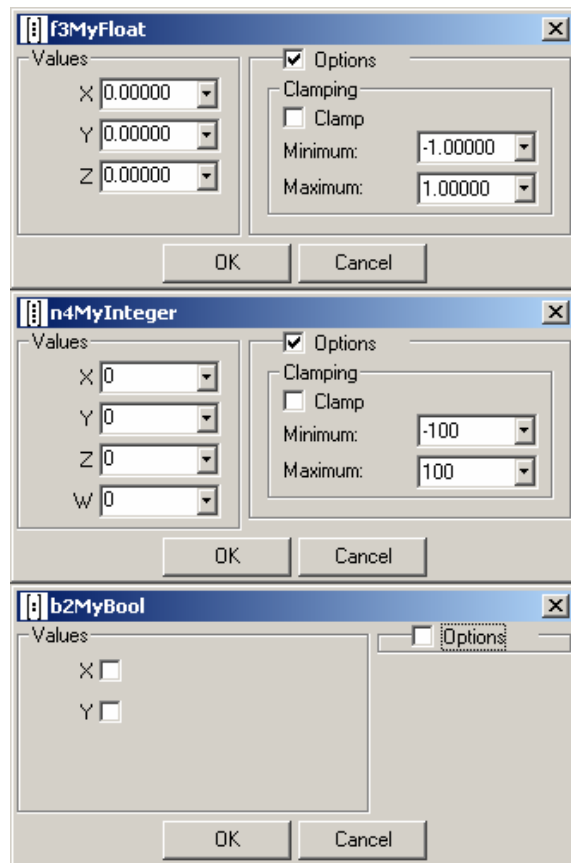 f3MyFloat
Values
X 0.00000
Y 0.00000
Z 0.00000
Options
Clamping
Clamp
Minimum: -1.00000
Maximum: 1.00000
OK Cancel
n4MyInteger
Values
X 0
Y 0
Z 0
W 0
Options
Clamping
Clamp
Minimum: -100
Maximum: 100
OK Cancel
b2MyBool
Values
X
Y
Options
OK Cancel